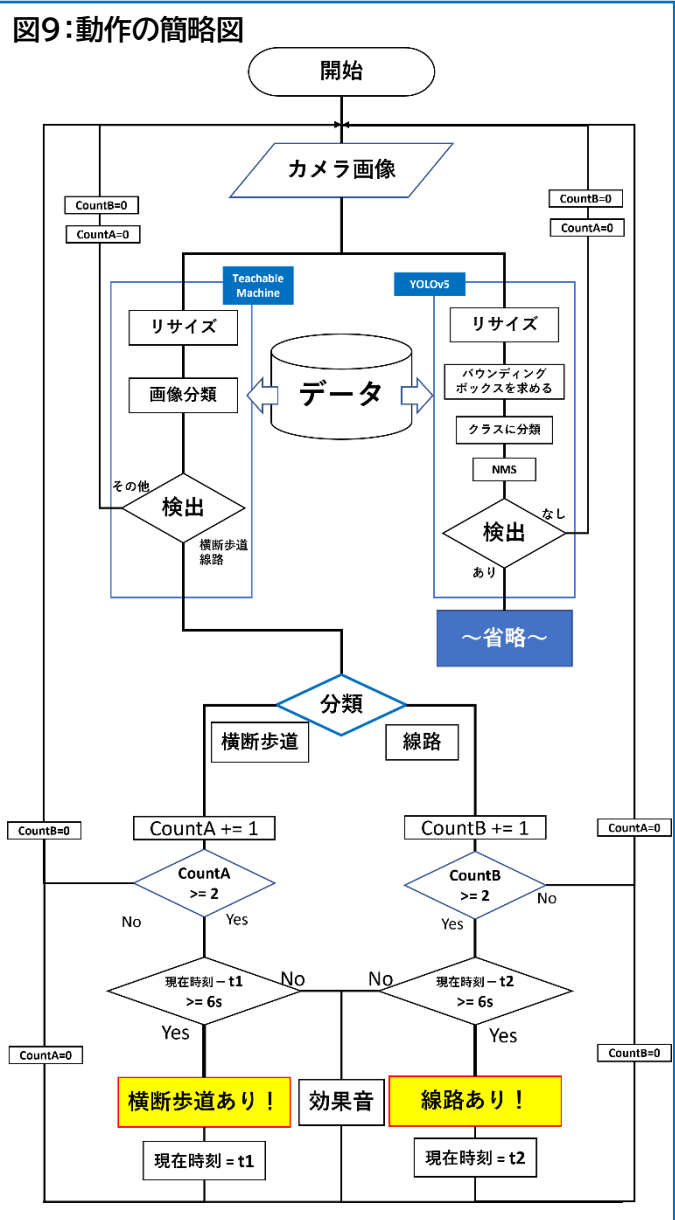 図9:動作の簡略図
開始
カメラ画像
CountB=0
CountA=0
CountB=0
CountA=0
Teachable
Machine
リサイズ
画像分類
その他
検出
横断歩道
線路
データ
YOLOv5
リサイズ
バウンディング
ボックスを求める
クラスに分類
NMS
検出
なし
あり
~省略~
分類
横断歩道
線路
CountB=0
CountA += 1
CountB += 1
CountA=0
CountA
>= 2
No
Yes
CountB
>= 2
No
Yes
現在時刻-t1
>= 6s
No
Yes
現在時刻-t2
>= 6s
No
Yes
CountA=0
CountB=0
横断歩道あり!
効果音
線路あり!
現在時刻 = t1
現在時刻 = t2